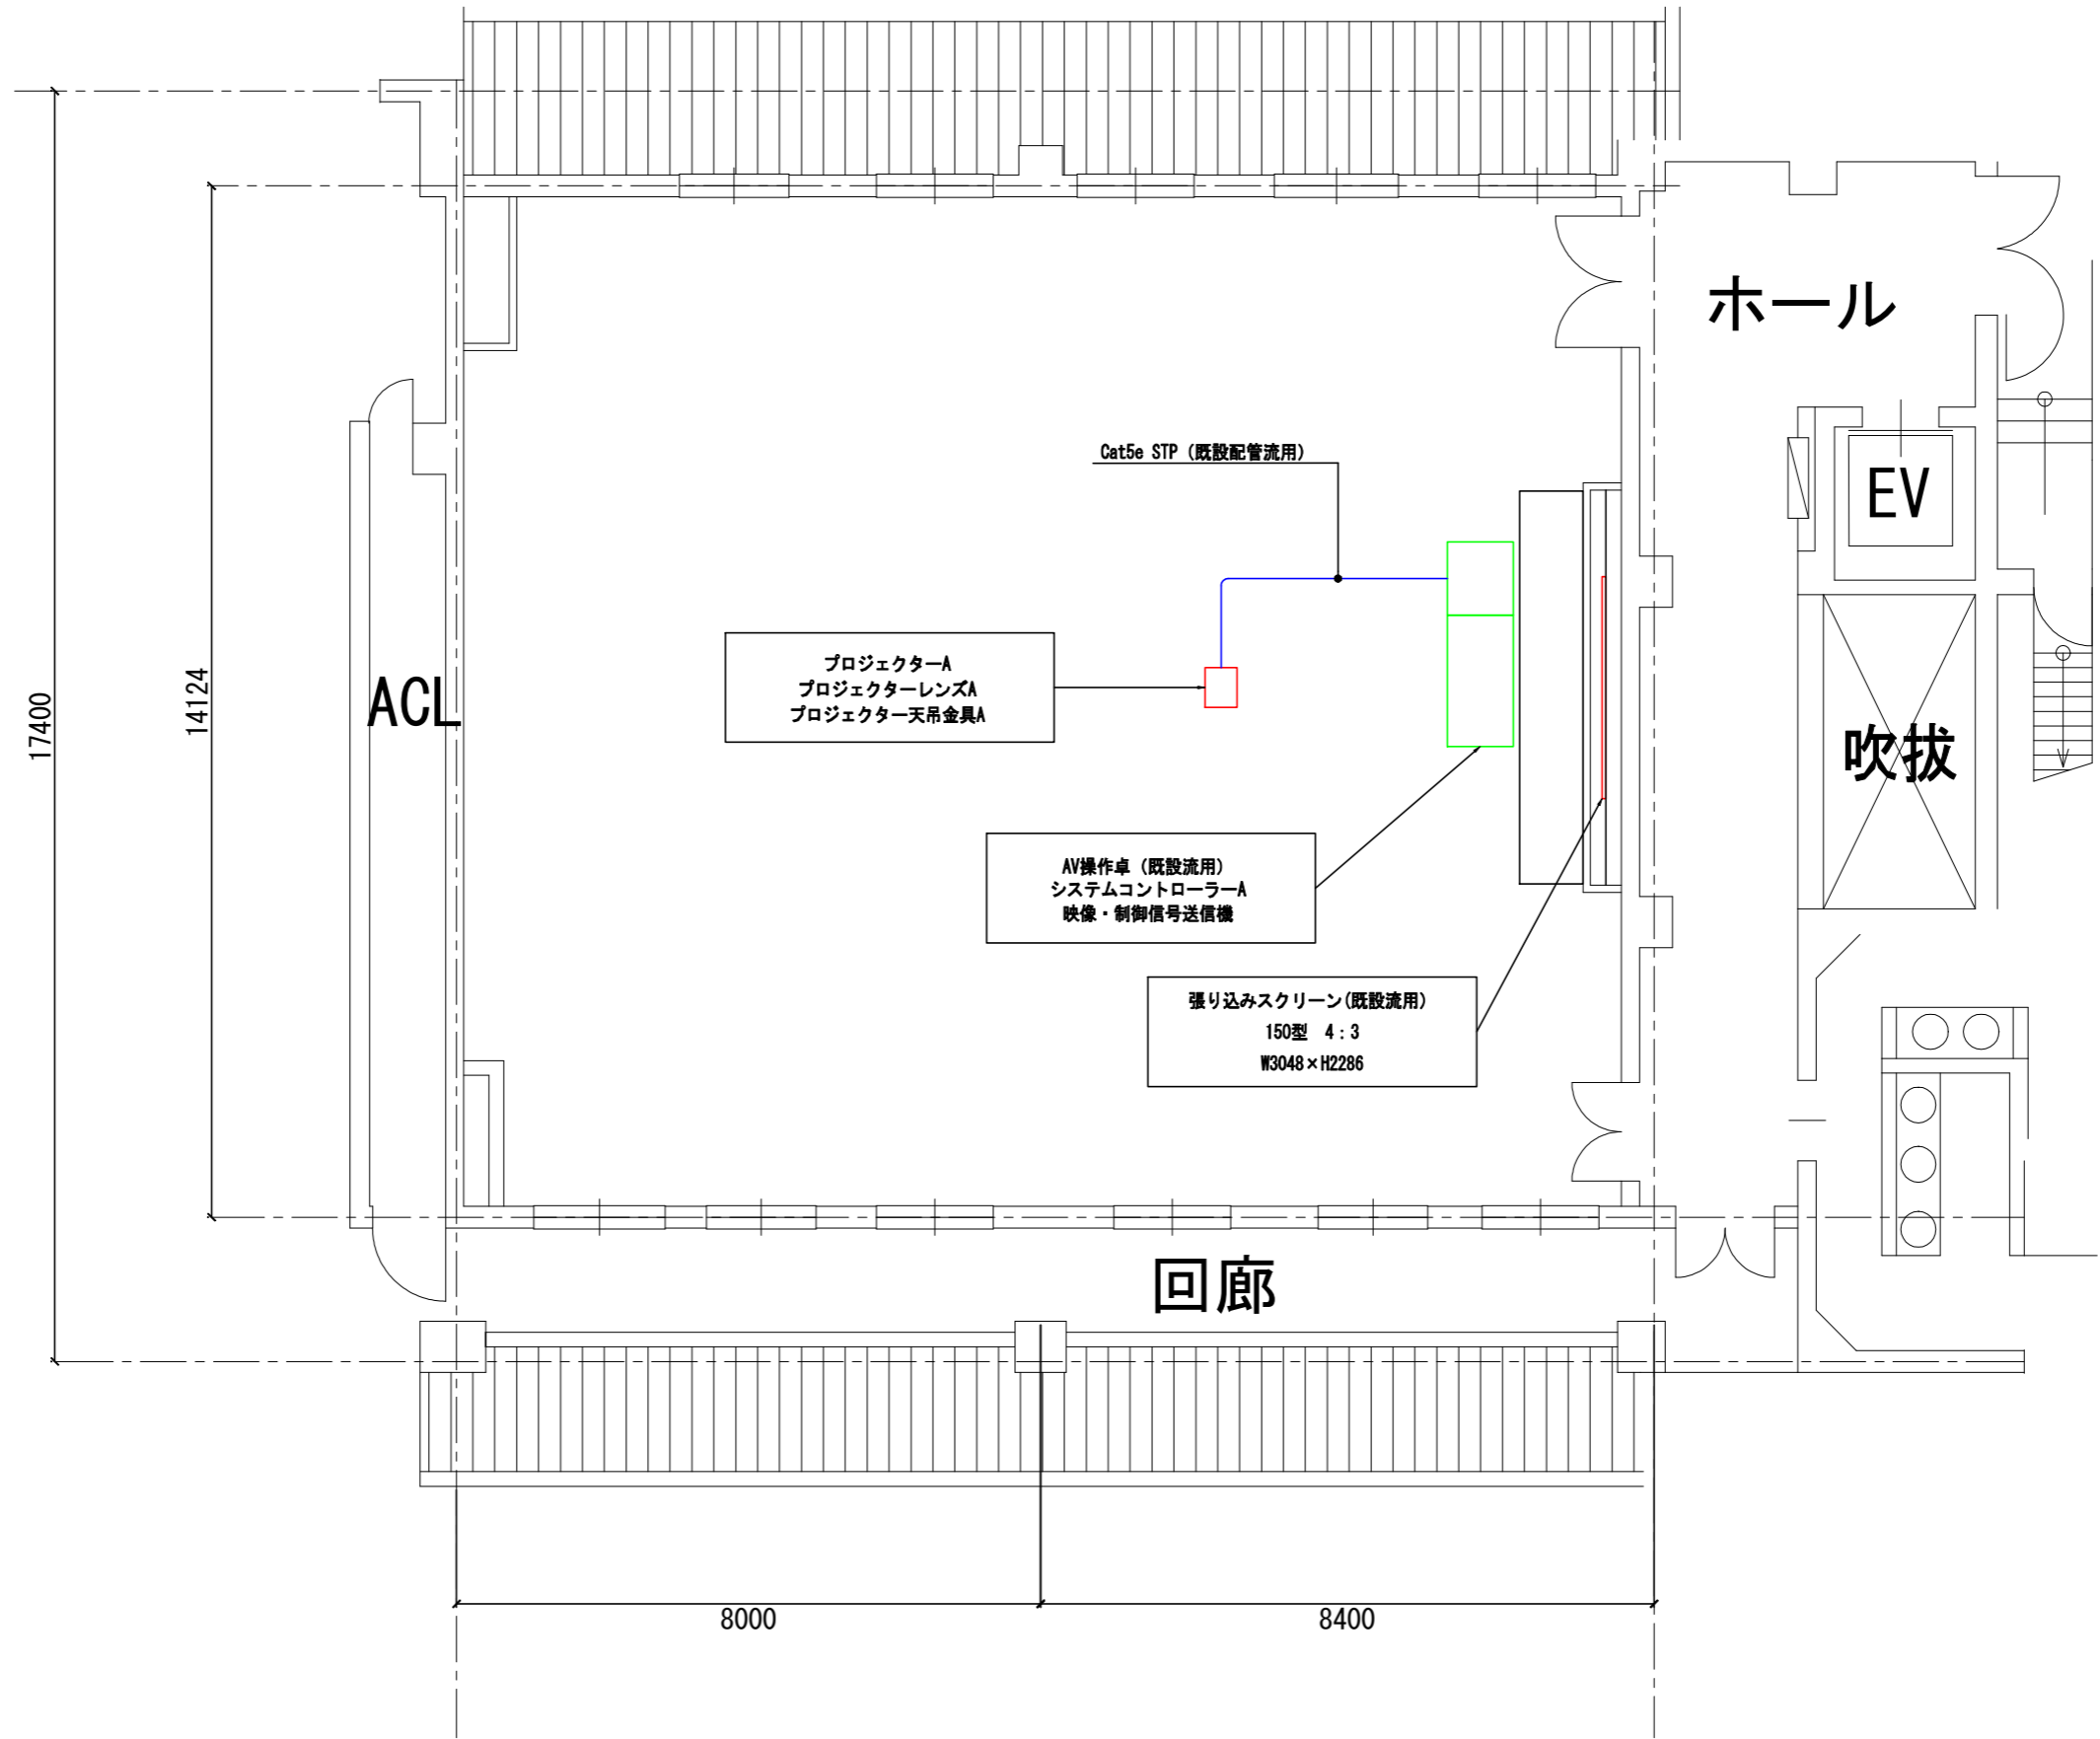 ホール
Cat5e STP (既設配管流用)
EV
プロジェクターA
プロジェクターレンズA
プロジェクター天吊金具A
17400
14124
ACL
吹抜
AV操作卓 (既設流用)
システムコントローラーA
映像・制御信号送信機
張り込みスクリーン(既設流用)
150型 4:3
W3048×H2286
回廊
8000
8400